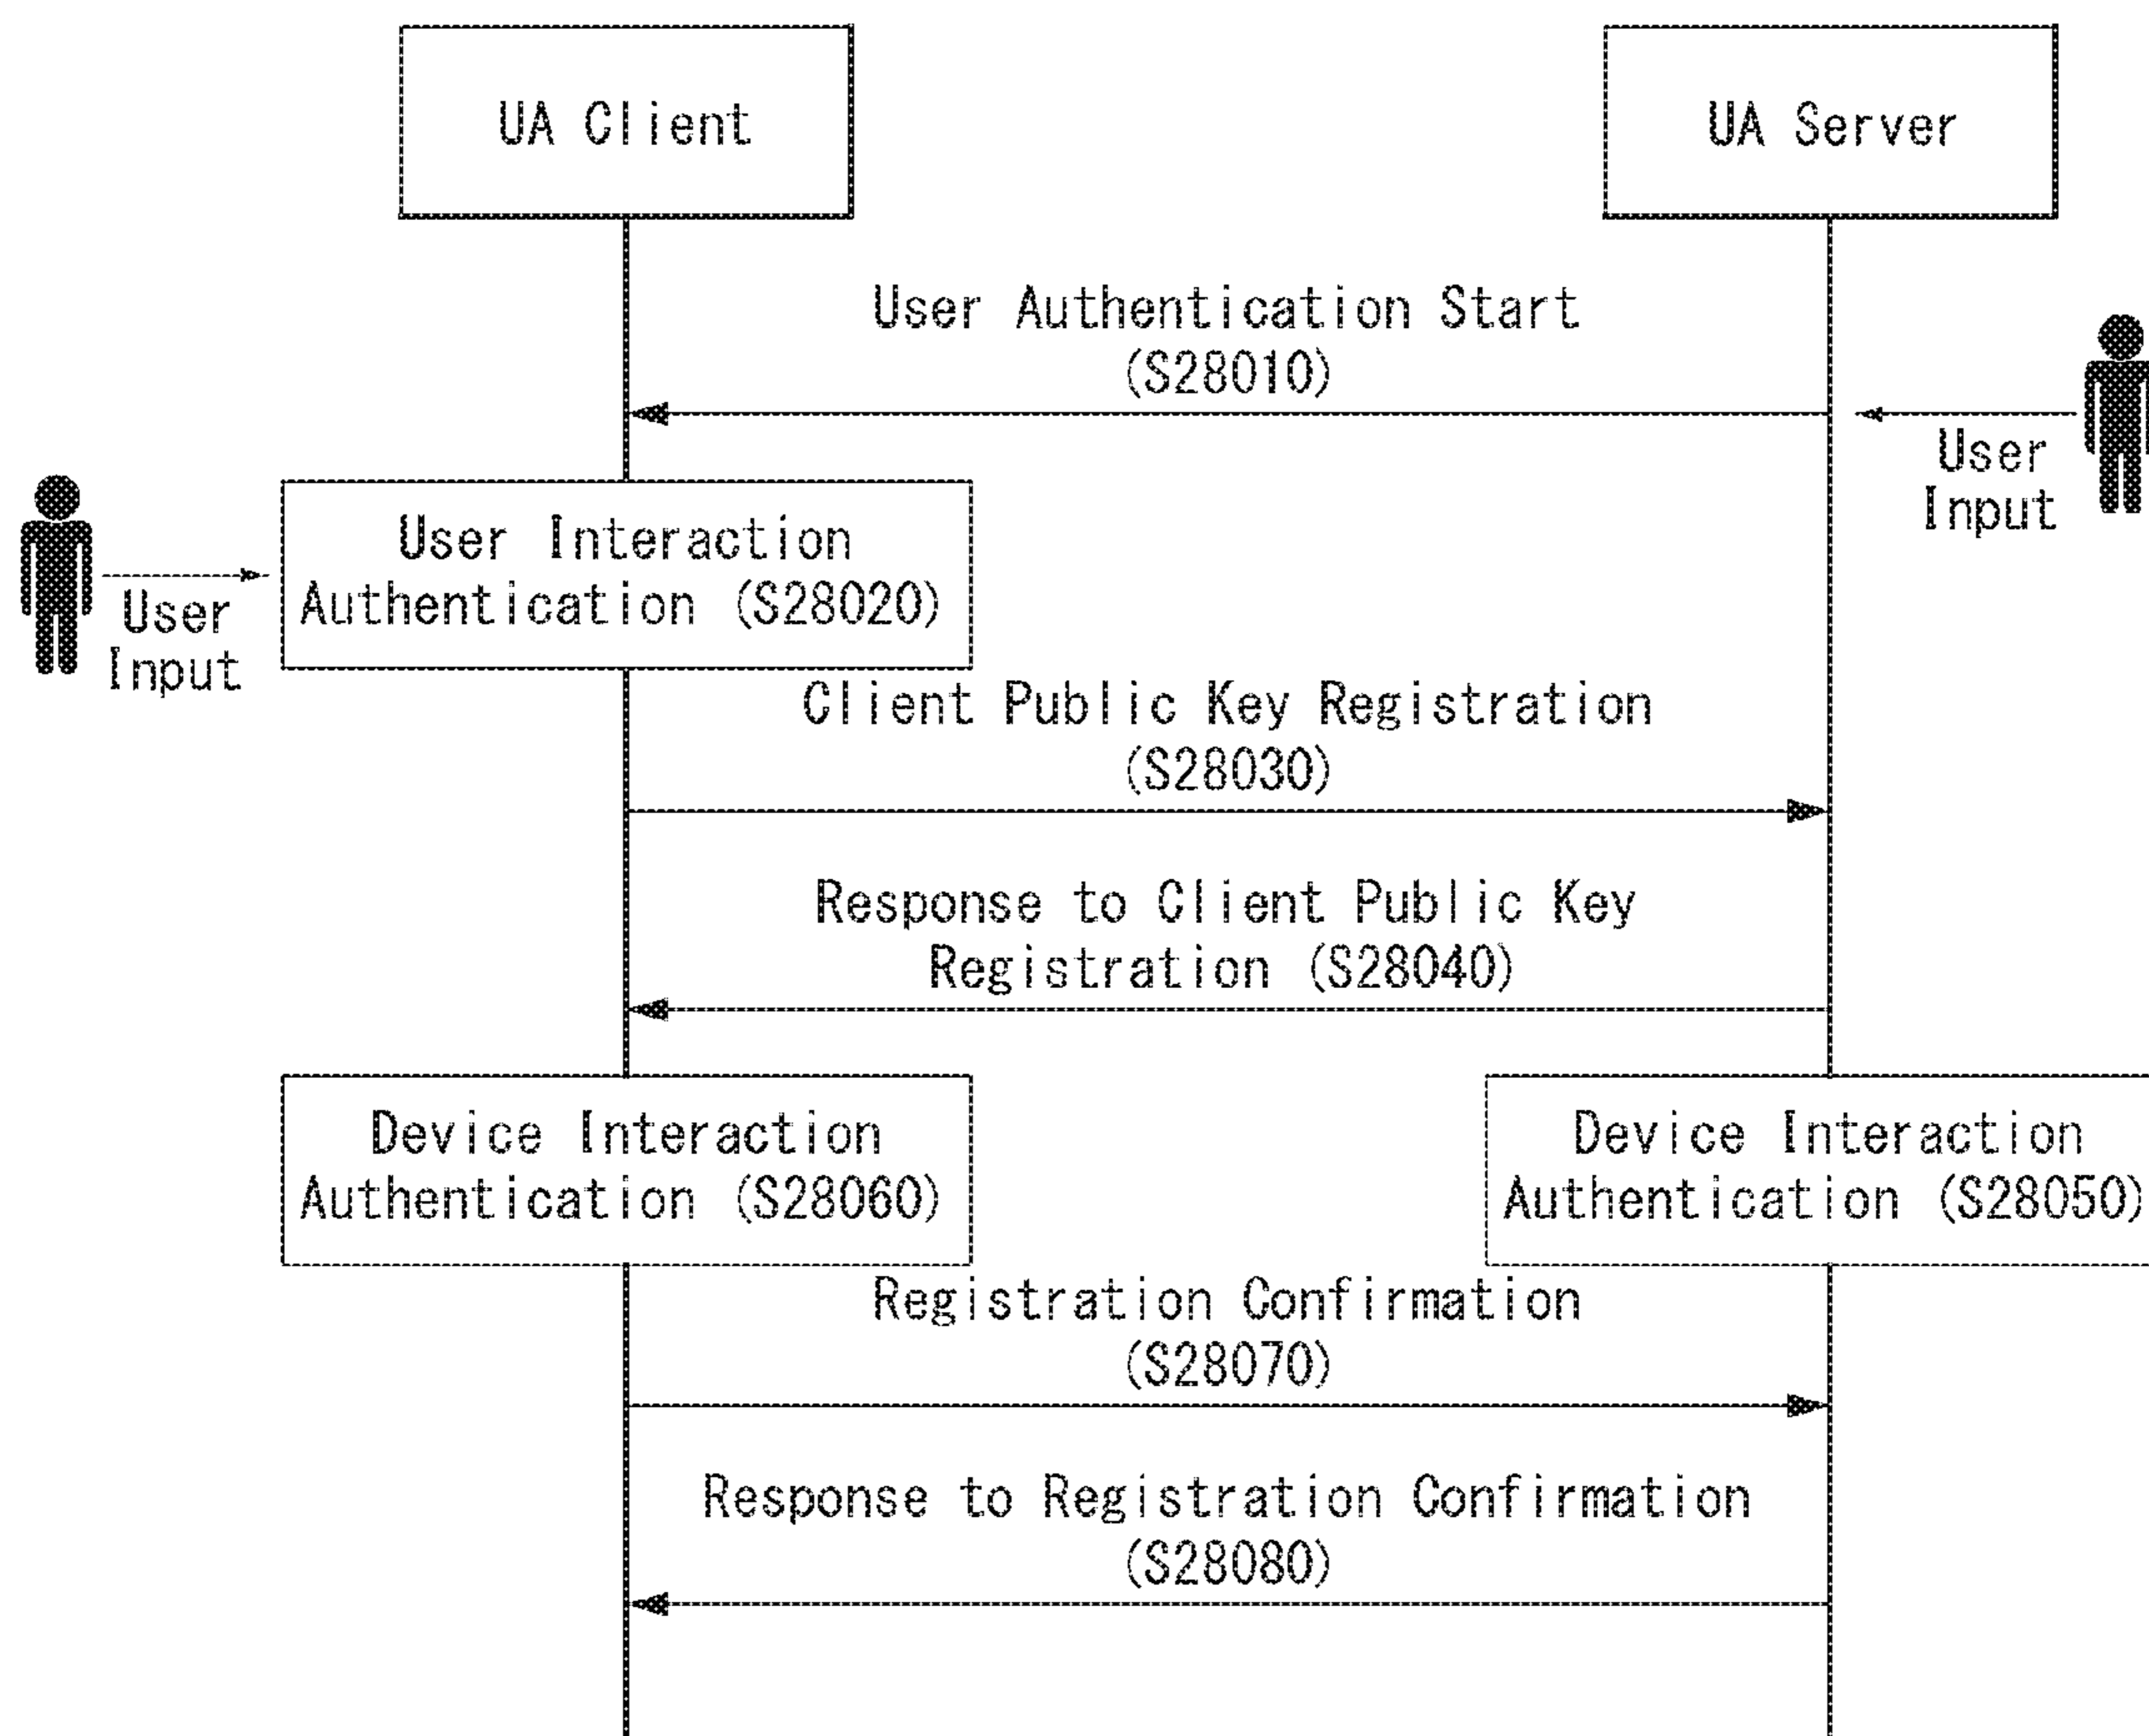 UA Client
UA Server
User Authentication Start
(S28010)
User
Input
User Interaction
Authentication (S28020)
User
Input
Client Public Key Registration
(S28030)
Response to Client Public Key
Registration (S28040)
Device Interaction
Authentication (S28060)
Device Interaction
Authentication (S28050)
Registration Confirmation
(S28070)
Response to Registration Confirmation
(S28080)